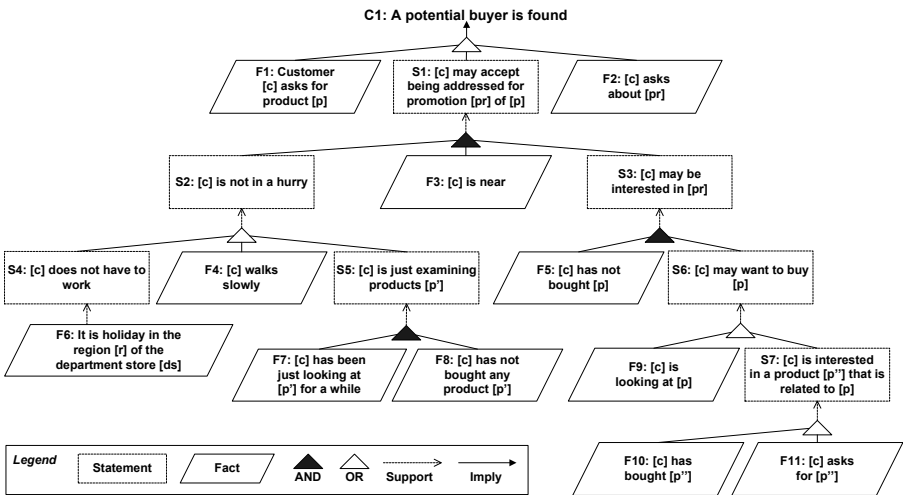 C1: A potential buyer is found
F1: Customer
[c] asks for
product [p]
S1: [c] may accept
being addressed for
promotion [pr] of [p]
F2: [c] asks
about [pr]
S2: [c] is not in a hurry
F3: [c] is near
S3: [c] may be
interested in [pr]
S4: [c] does not have to
work
F4: [c] walks
slowly
S5: [c] is just examining
products [p']
F5: [c] has not
bought [p]
S6: [c] may want to buy
[p]
F6: It is holiday in the
region [r] of the
department store [ds]
F7: [c] has been
just looking at
[p'] for a while
F8: [c] has not
bought any
product [p']
F9: [c] is
looking at [p]
S7: [c] is interested
in a product [p''] that is
related to [p]
F10: [c] has
bought [p'']
F11: [c] asks
for [p'']
Legend
Statement
Fact
AND
OR
Support
Imply